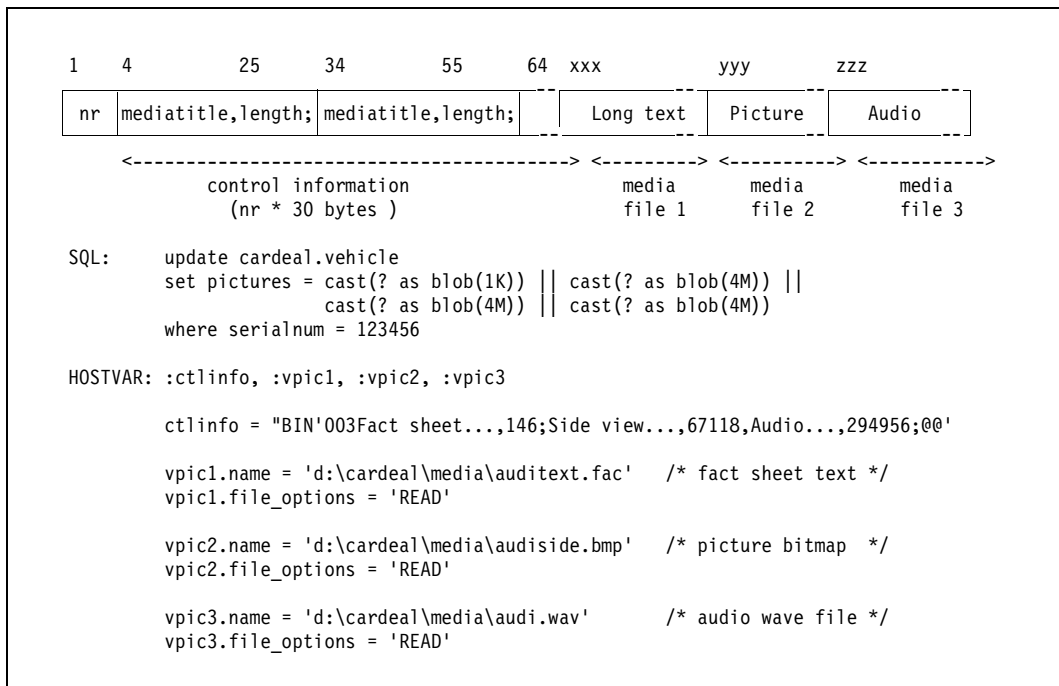 1 4 25 34 55 64 xxx yyy zzz
nr mediatitle,length; mediatitle,length; Long text Picture Audio
<-----------------------------------------> <---------> <----------> <----------->
control information media media media
(nr * 30 bytes ) file 1 file 2 file 3
SQL: update cardeal.vehicle
set pictures = cast(? as blob(1K)) || cast(? as blob(4M)) ||
cast(? as blob(4M)) || cast(? as blob(4M))
where serialnum = 123456
HOSTVAR: :ctlinfo, :vpic1, :vpic2, :vpic3
ctlinfo = "BIN'003Fact sheet...,146;Side view...,67118,Audio...,294956;@@'
vpic1.name = 'd:\cardeal\media\auditext.fac' /* fact sheet text */
vpic1.file_options = 'READ'
vpic2.name = 'd:\cardeal\media\audiside.bmp' /* picture bitmap */
vpic2.file_options = 'READ'
vpic3.name = 'd:\cardeal\media\audi.wav' /* audio wave file */
vpic3.file_options = 'READ'